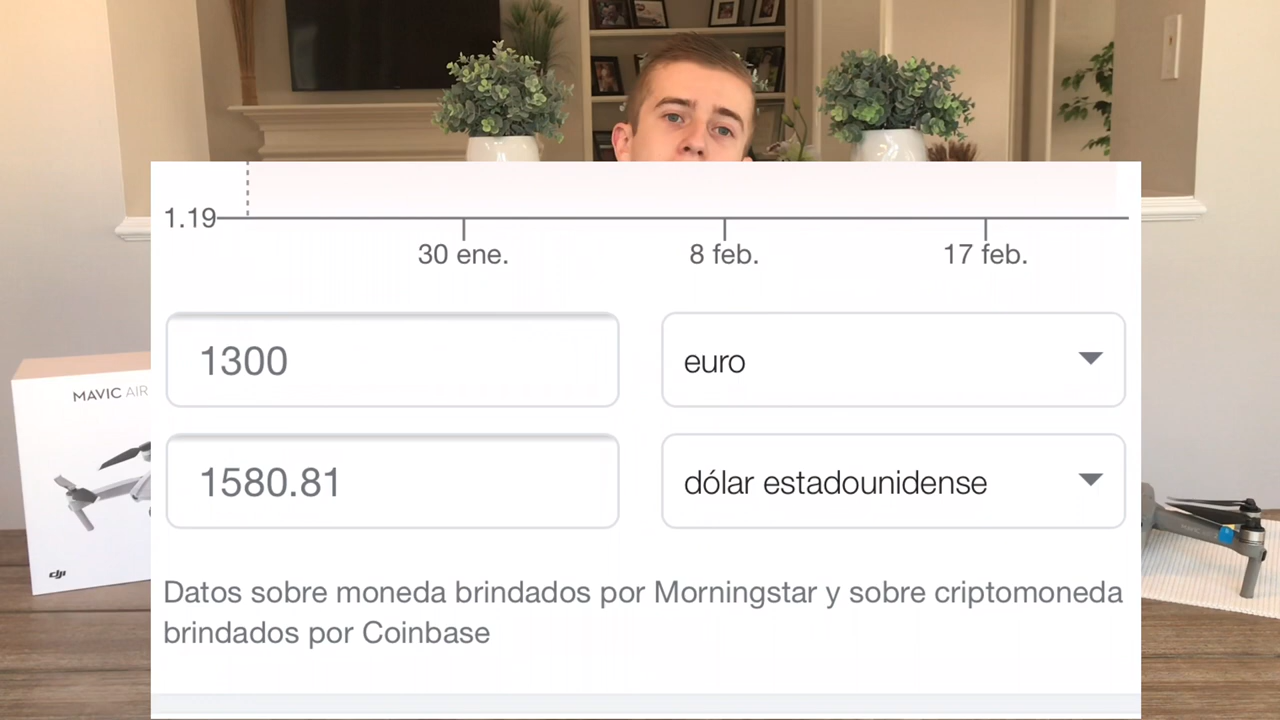 1.19
30 ene.
8 feb.
17 feb.
1300
euro
1580.81
dólar estadounidense
Datos sobre moneda brindados por Morningstar y sobre criptomoneda
brindados por Coinbase
MAVIC AIR
dji